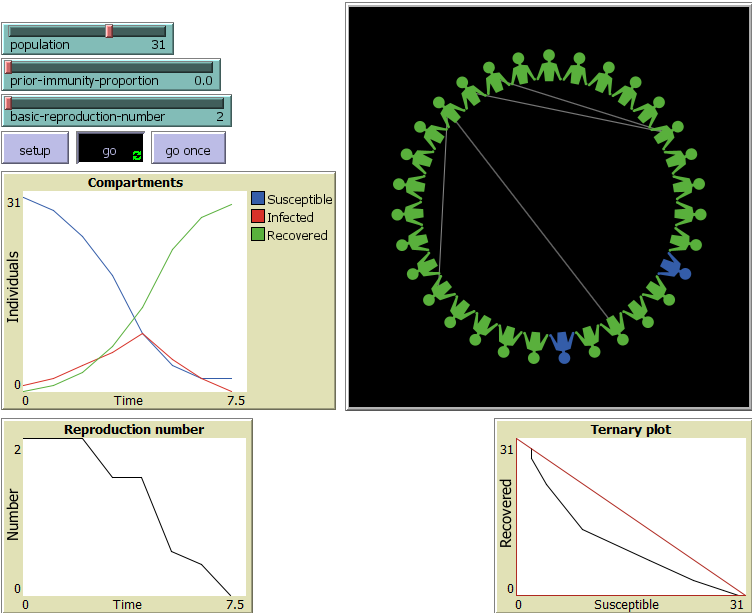 population 31
prior-immunity-proportion 0.0
basic-reproduction-number 2
setup go go once
Compartments
31
Individuals
0
0 Time 7.5
Susceptible
Infected
Recovered
Reproduction number
2
Number
0
0 Time 7.5
Ternary plot
31
Recovered
0
0 Susceptible 31